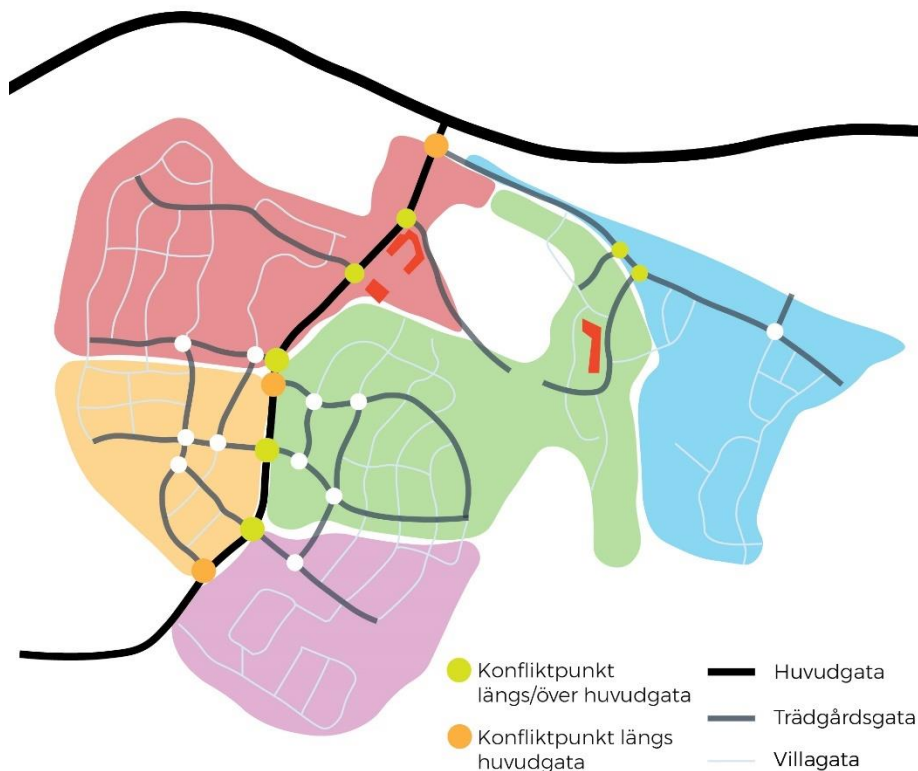 Konfliktpunkt
längs/över huvudgata
Konfliktpunkt längs
huvudgata
Huvudgata
Trädgårdsgata
Villagata